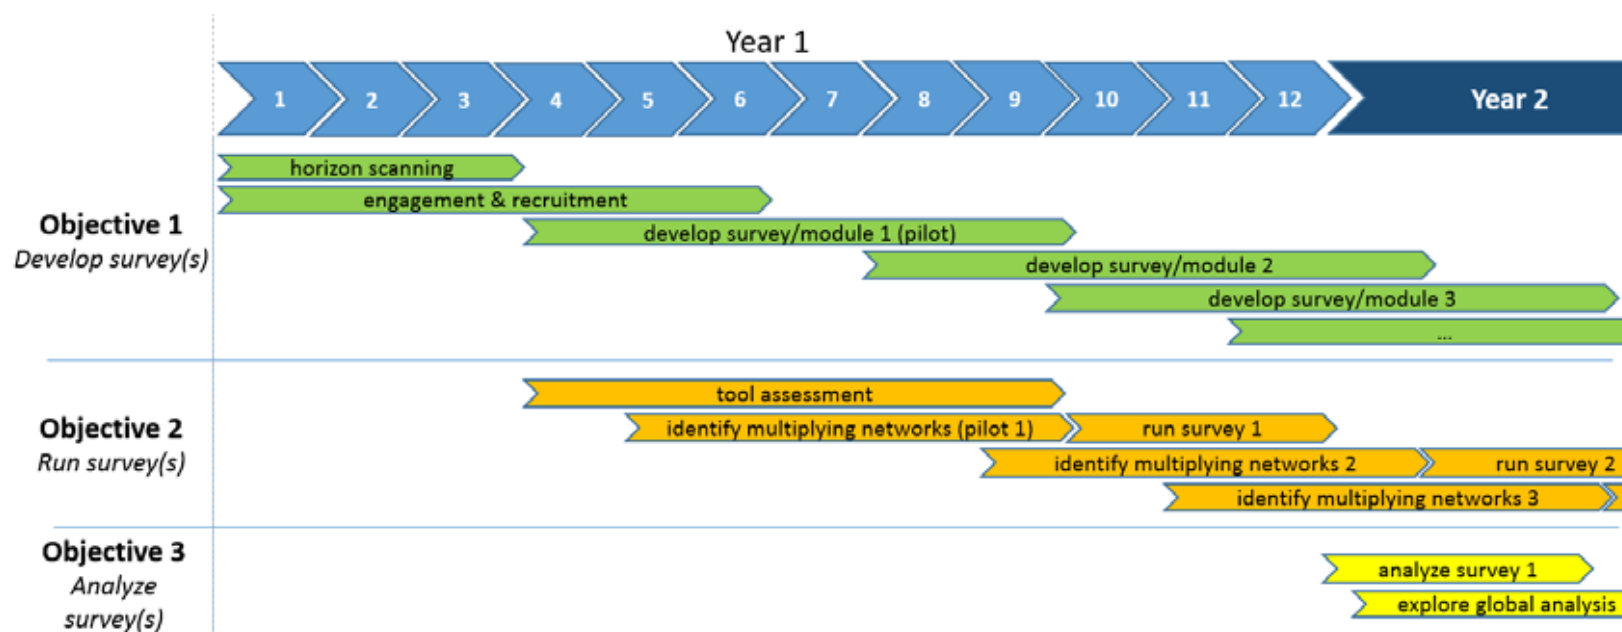 Year 1
1
2
3
4
5
6
7
8
9
10
11
12
Year 2
Objective 1
Develop survey(s)
horizon scanning
engagement & recruitment
develop survey/module 1 (pilot)
develop survey/module 2
develop survey/module 3
...
Objective 2
Run survey(s)
tool assessment
identify multiplying networks (pilot 1)
run survey 1
identify multiplying networks 2
run survey 2
identify multiplying networks 3
Objective 3
Analyze
survey(s)
analyze survey 1
explore global analysis